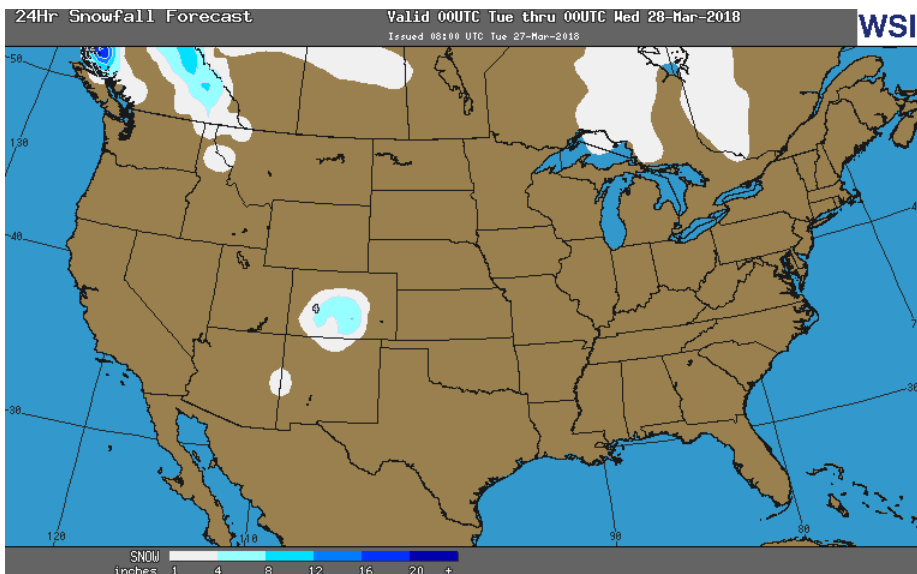 24Hr Snowfall Forecast
Valid 00UTC Tue thru 00UTC Wed 28-Mar-2018
Issued 08:00 UTC Tue 27-Mar-2018
WSI
50
130
40
30
4
120
110
90
80
30
SNOW
inches 1 4 8 12 16 20 +